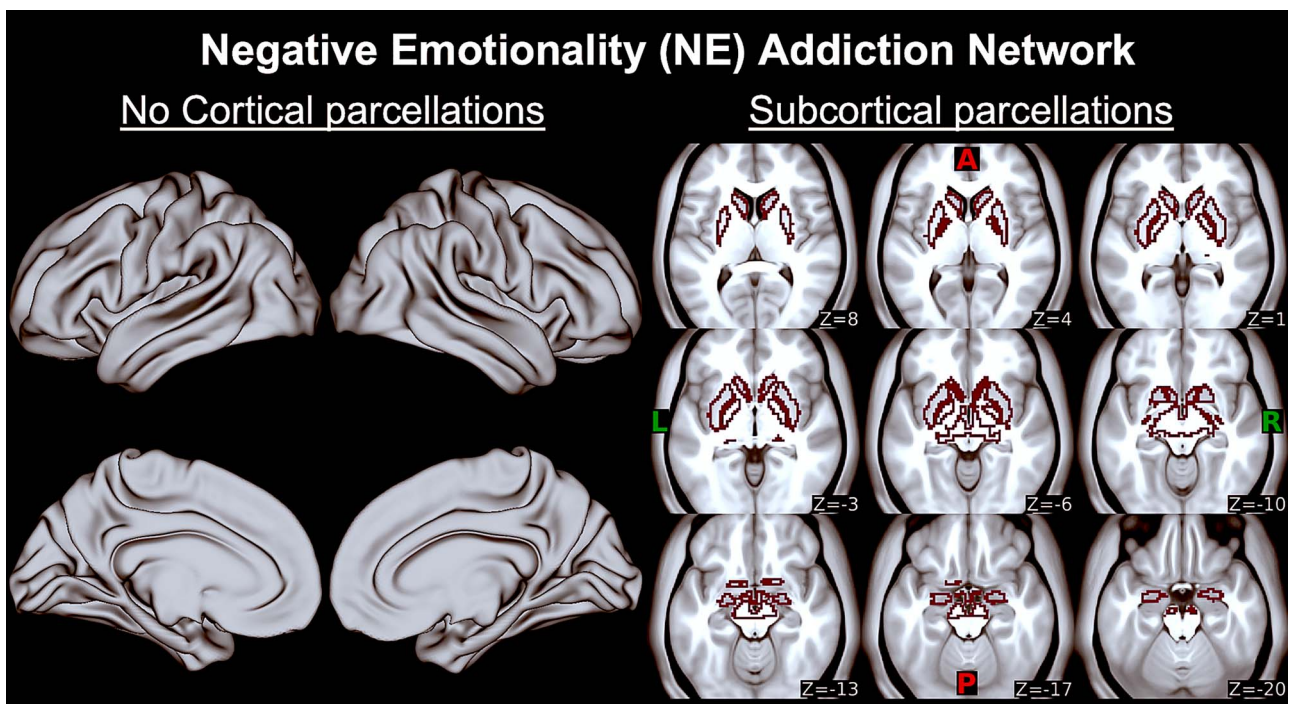 Negative Emotionality (NE) Addiction Network
No Cortical parcellations
Subcortical parcellations
A
Z=8
Z=4
Z=1
L
R
Z=-3
Z=-6
Z=-10
P
Z=-13
Z=-17
Z=-20